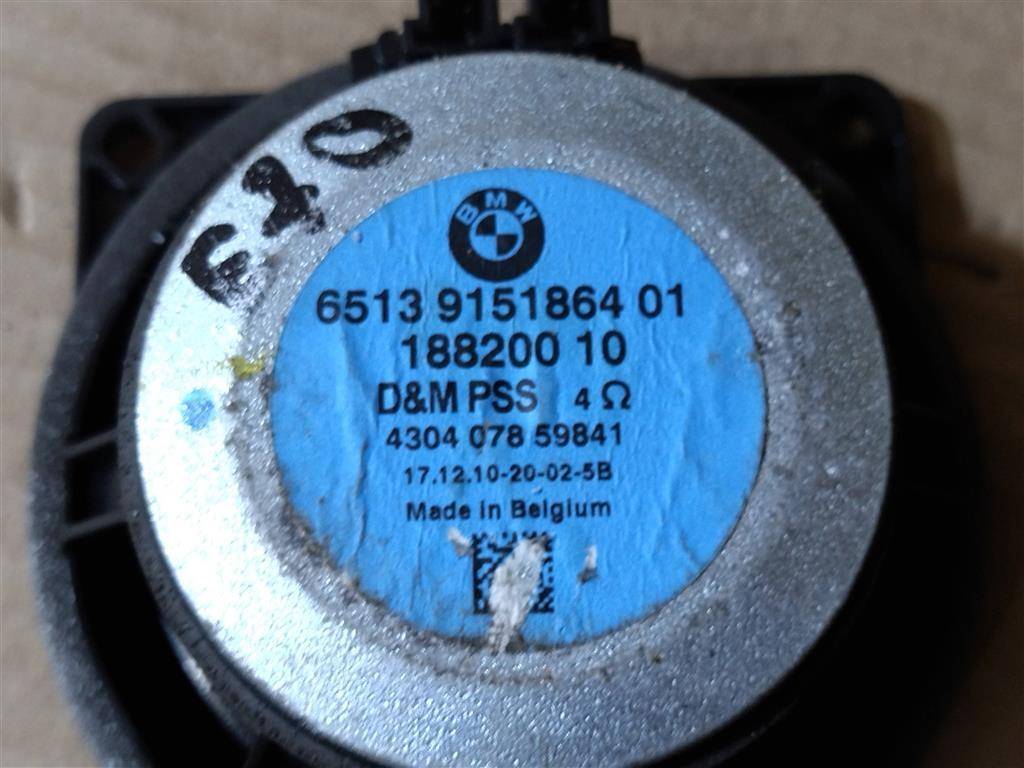 E70
BMW
6513 9151864 01
188200 10
D&M PSS 4 Ω
4304 078 59841
17.12.10-20-02-5B
Made in Belgium